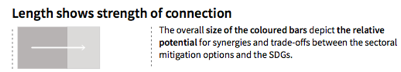 Length shows strength of connection
The overall size of the coloured bars depict the relative
potential for synergies and trade-offs between the sectoral
mitigation options and the SDGs.